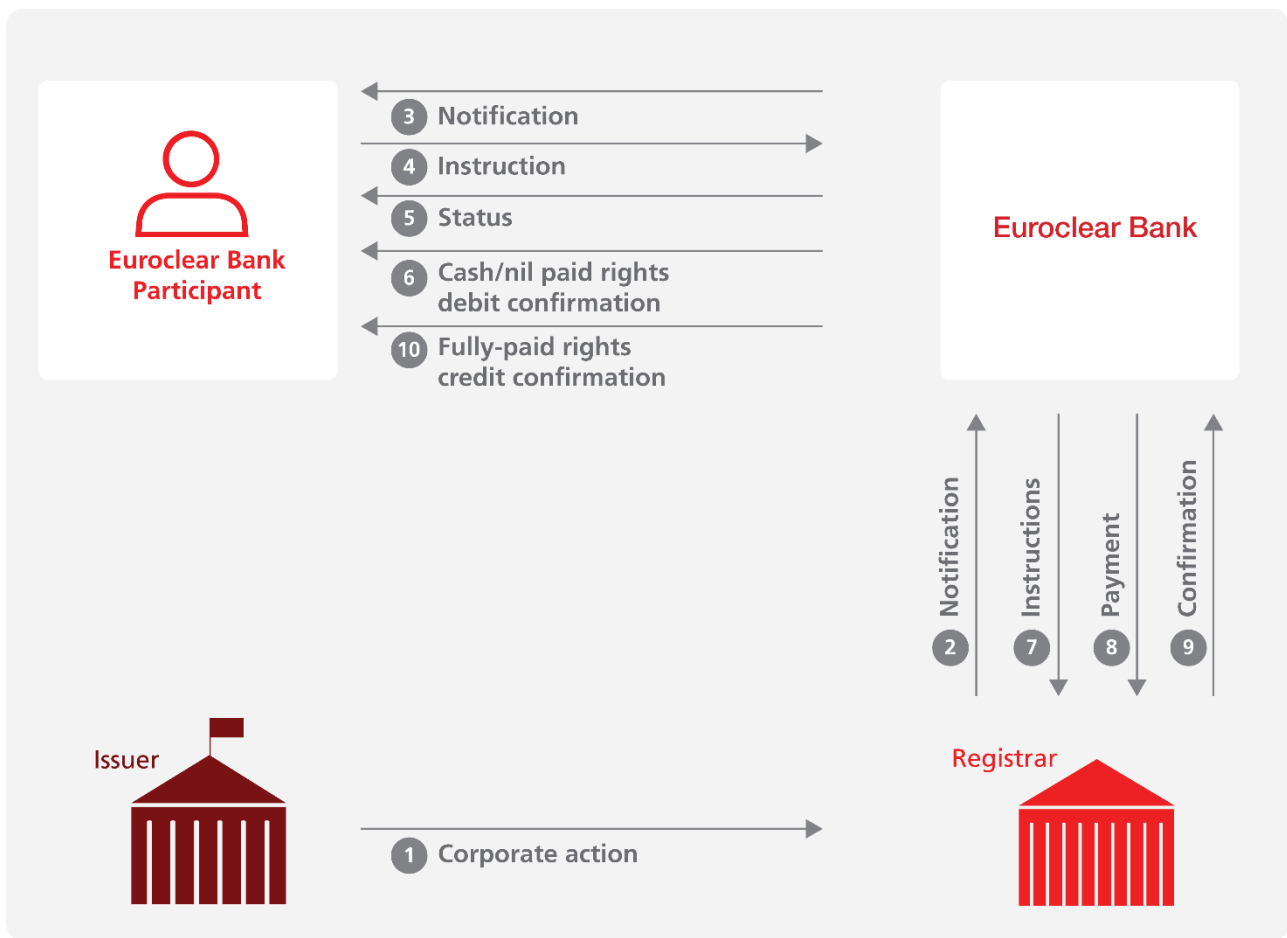 3 Notification
4 Instruction
5 Status
6 Cash/nil paid rights
debit confirmation
10 Fully-paid rights
credit confirmation
Euroclear Bank
Participant
Euroclear Bank
2 Notification
7 Instructions
8 Payment
9 Confirmation
Issuer
Registrar
1 Corporate action